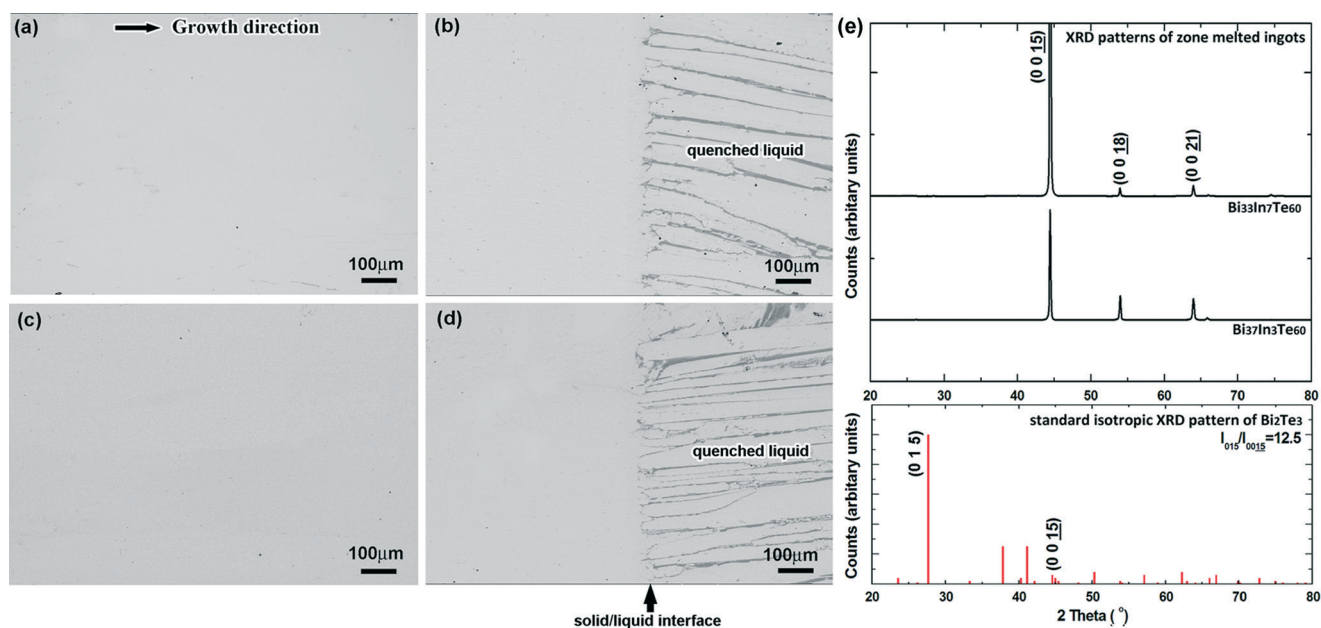 (a)
Growth direction
100μm
(b)
quenched liquid
100μm
(c)
100μm
(d)
quenched liquid
100μm
solid/liquid interface
(e)
XRD patterns of zone melted ingots
(0 0 15)
(0 0 18)
(0 0 21)
Bi33In7Te60
Bi37In3Te60
Counts (arbitary units)
20 30 40 50 60 70 80
standard isotropic XRD pattern of Bi2Te3
I015/I0015=12.5
(0 1 5)
(0 0 15)
Counts (arbitary units)
20 30 40 50 60 70 80
2 Theta (°)